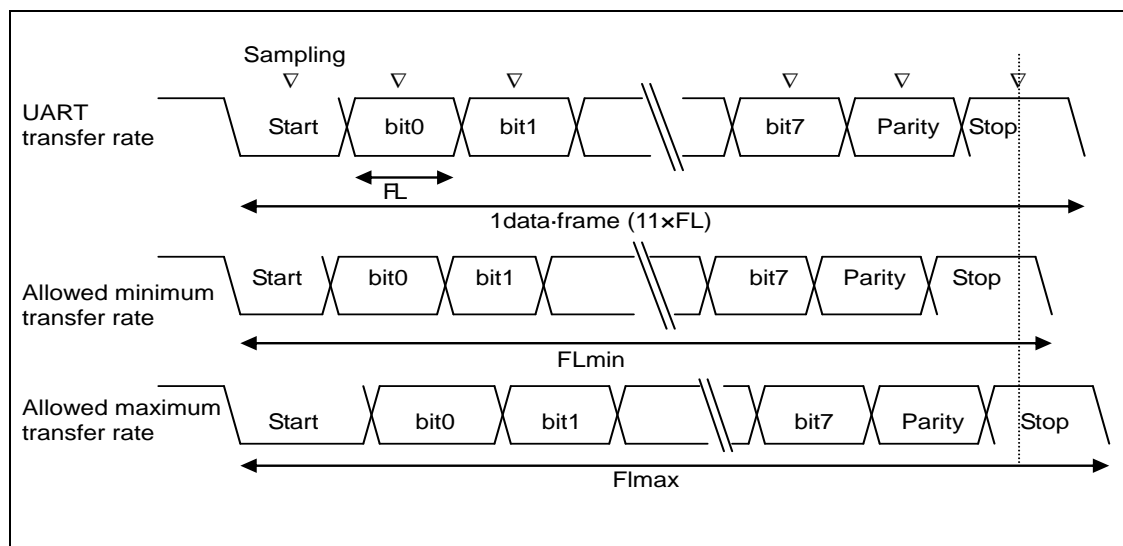 Sampling
UART
transfer rate
Start bit0 bit1 bit7 Parity Stop
FL
1data·frame (11×FL)
Allowed minimum
transfer rate
Start bit0 bit1 bit7 Parity Stop
FLmin
Allowed maximum
transfer rate
Start bit0 bit1 bit7 Parity Stop
Flmax